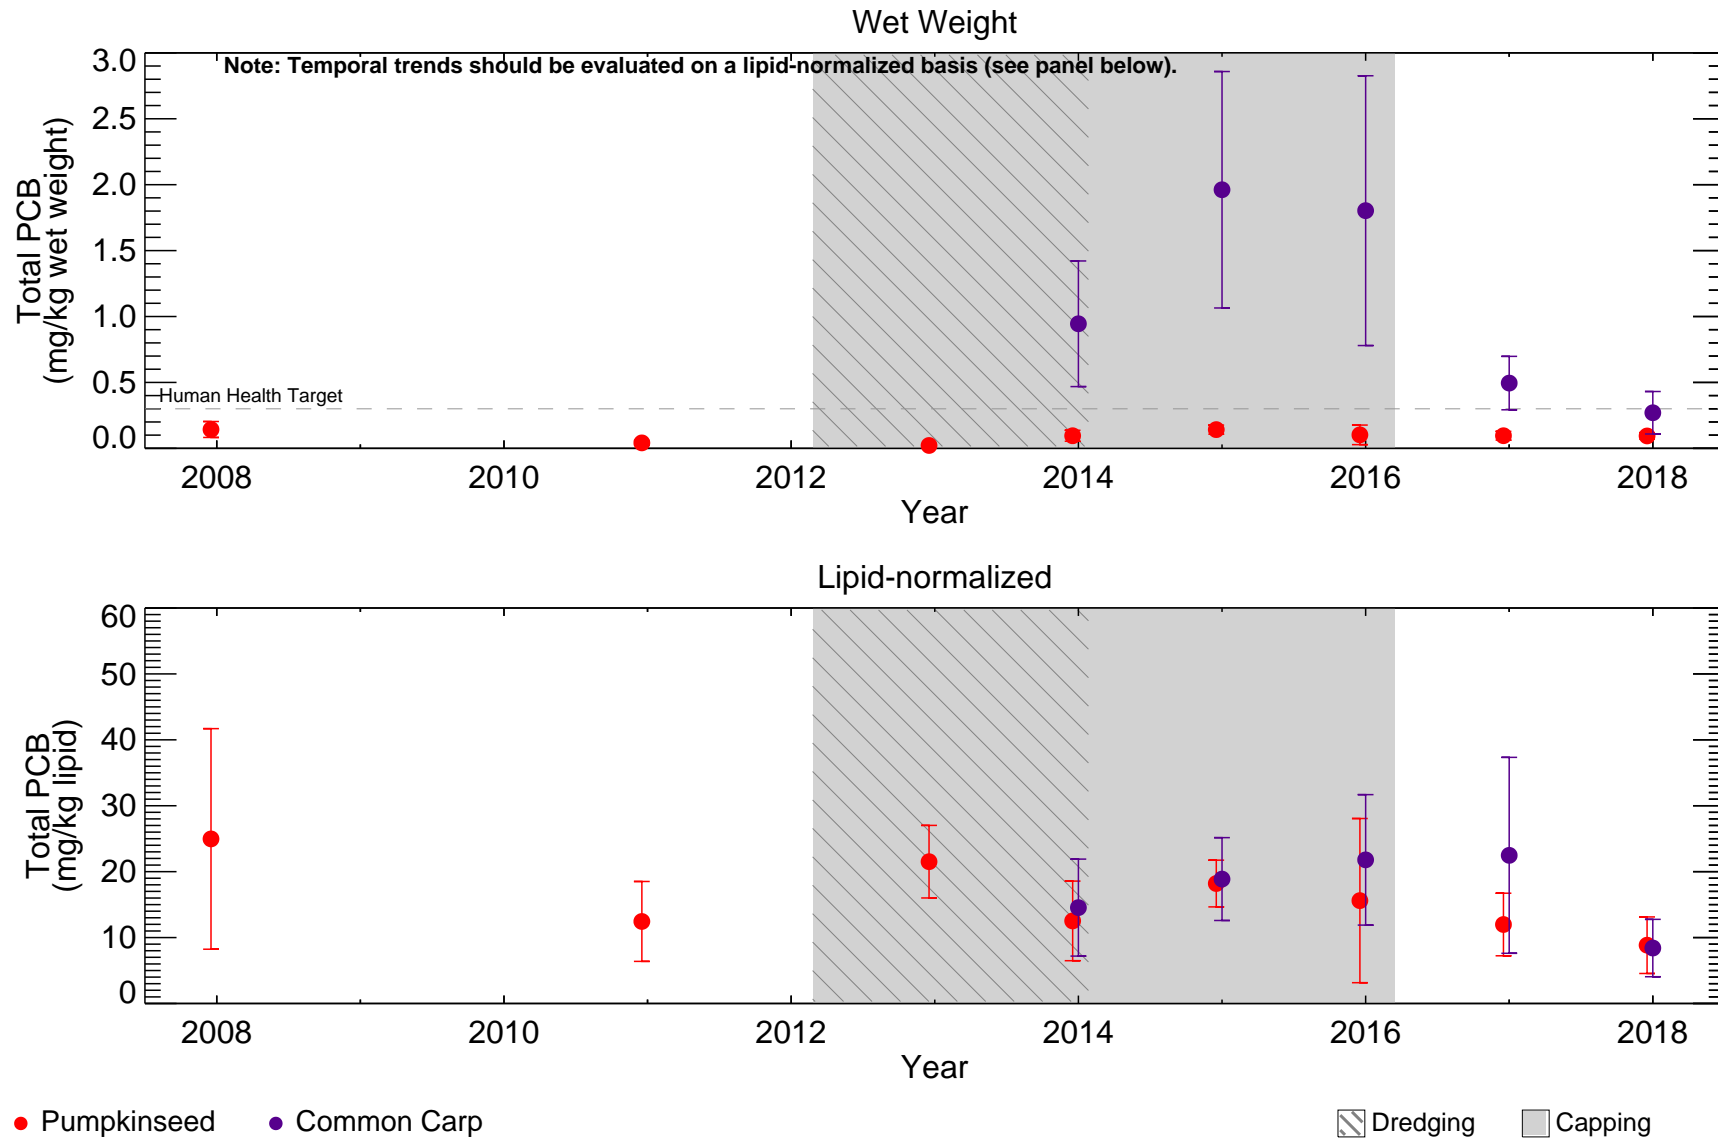 Wet Weight
3.0
Note: Temporal trends should be evaluated on a lipid-normalized basis (see panel below).
2.5
2.0
1.5
1.0
0.5
0.0
Total PCB
(mg/kg wet weight)
Human Health Target
2008 2010 2012 2014 2016 2018
Year
Lipid-normalized
60
50
40
30
20
10
0
Total PCB
(mg/kg lipid)
2008 2010 2012 2014 2016 2018
Year
Pumpkinseed Common Carp Dredging Capping